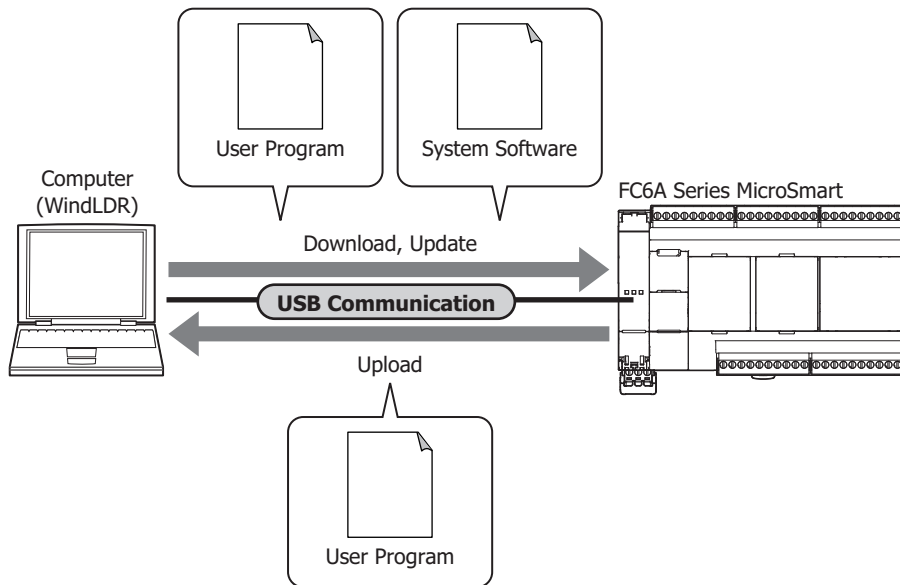 User Program
System Software
Computer
(WindLDR)
FC6A Series MicroSmart
Download, Update
USB Communication
Upload
User Program